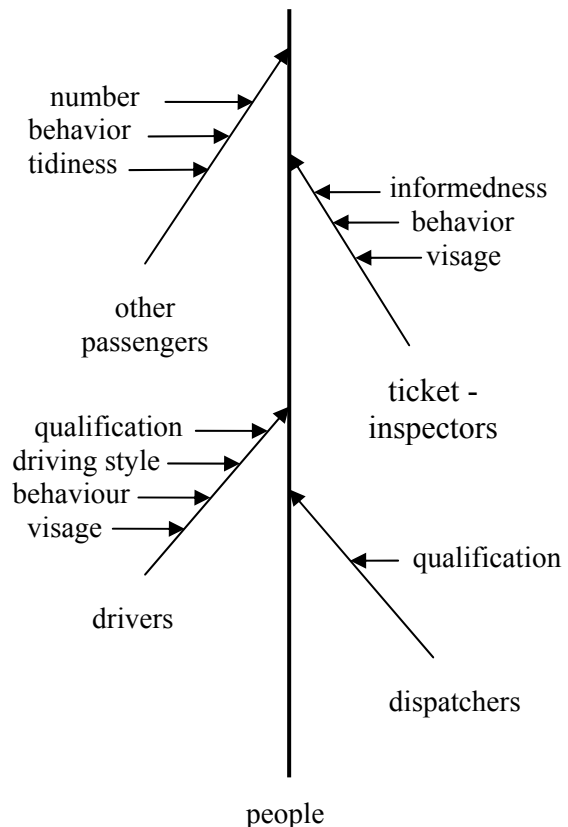 number
behavior
tidiness
other
passengers
informedness
behavior
visage
ticket -
inspectors
qualification
driving style
behaviour
visage
drivers
qualification
dispatchers
people